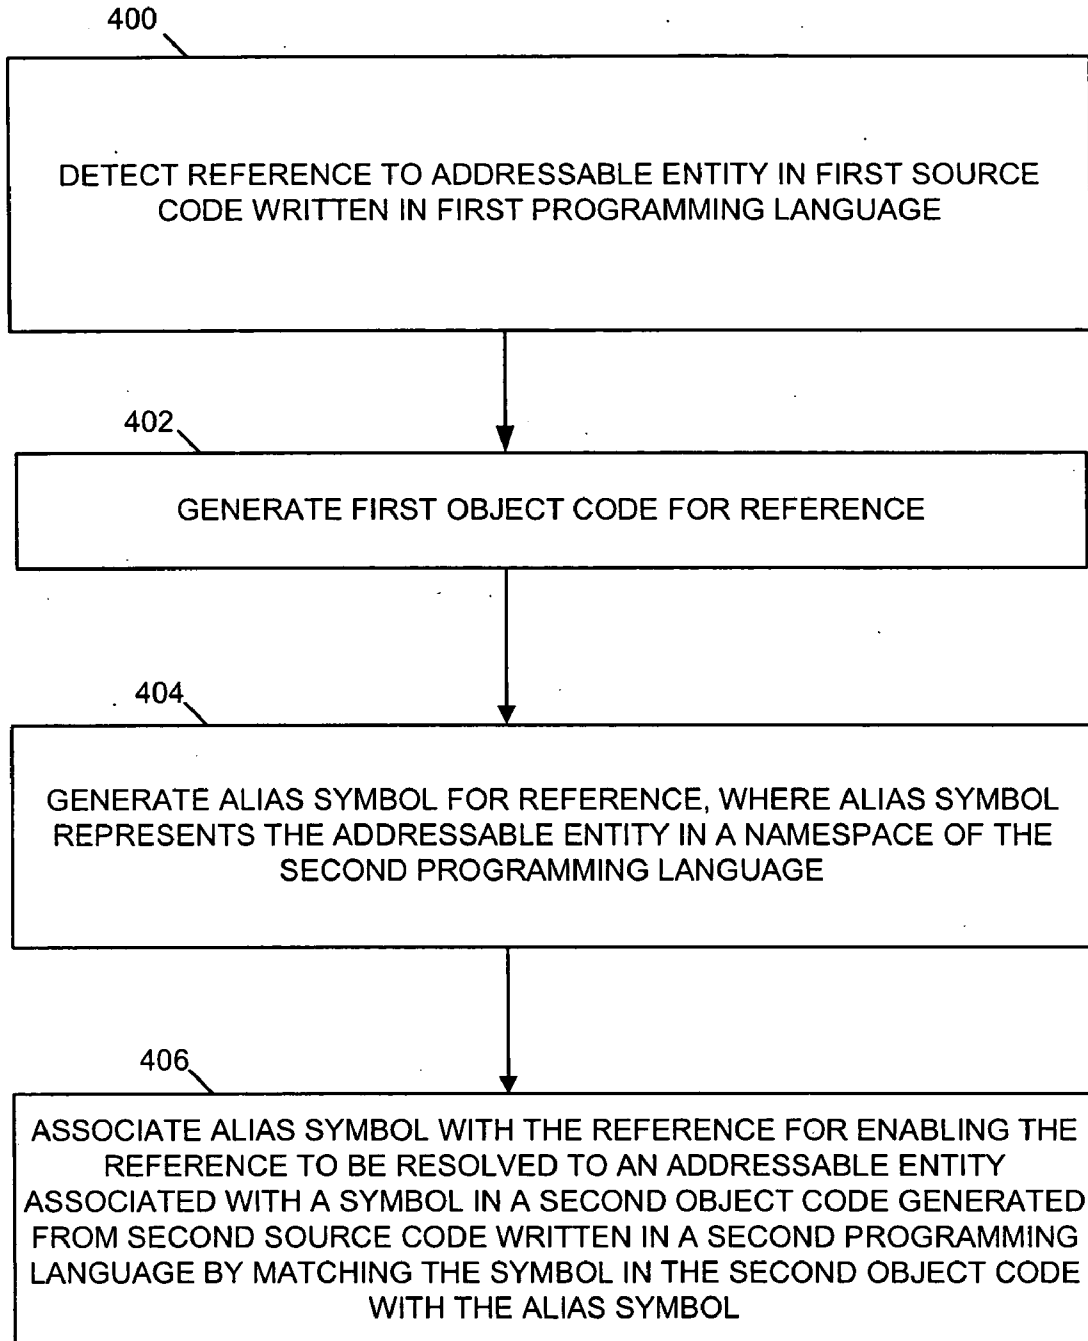 400
DETECT REFERENCE TO ADDRESSABLE ENTITY IN FIRST SOURCE
CODE WRITTEN IN FIRST PROGRAMMING LANGUAGE
402
GENERATE FIRST OBJECT CODE FOR REFERENCE
404
GENERATE ALIAS SYMBOL FOR REFERENCE, WHERE ALIAS SYMBOL
REPRESENTS THE ADDRESSABLE ENTITY IN A NAMESPACE OF THE
SECOND PROGRAMMING LANGUAGE
406
ASSOCIATE ALIAS SYMBOL WITH THE REFERENCE FOR ENABLING THE
REFERENCE TO BE RESOLVED TO AN ADDRESSABLE ENTITY
ASSOCIATED WITH A SYMBOL IN A SECOND OBJECT CODE GENERATED
FROM SECOND SOURCE CODE WRITTEN IN A SECOND PROGRAMMING
LANGUAGE BY MATCHING THE SYMBOL IN THE SECOND OBJECT CODE
WITH THE ALIAS SYMBOL